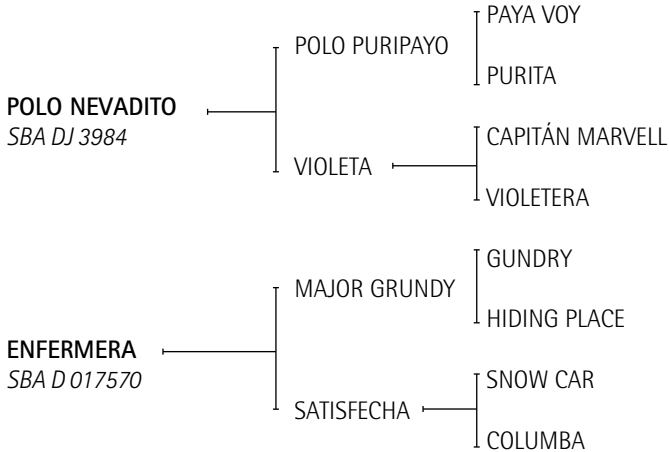 PAYA VOY
POLO PURIPAYO
PURITA
POLO NEVADITO
SBA DJ 3984
CAPITÁN MARVELL
VIOLETA
VIOLETERA
GUNDRY
MAJOR GRUNDY
HIDING PLACE
ENFERMERA
SBA D 017570
SNOW CAR
SATISFECHA
COLUMBA